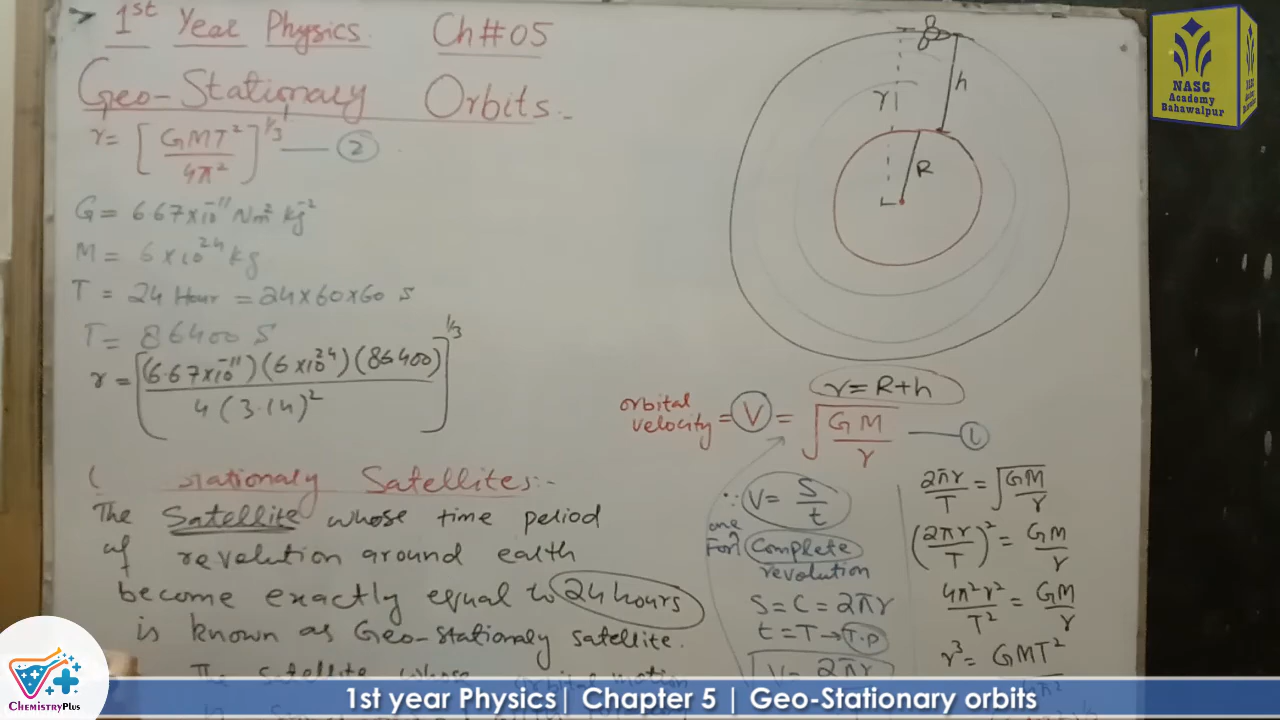 1st Year Physics Ch#05
Geo-Stationary Orbits:-
r = [GMT²/4π²]^1/3 — 2
G = 6.67×10⁻¹¹ Nm² kg⁻²
M = 6×10²⁴ kg
T = 24 Hour = 24×60×60 s
T = 86400 s
r = [(6.67×10⁻¹¹)(6×10²⁴)(86400)/4(3.14)²]^1/3
( stationary Satellites:-
The Satellite whose time period
of revolution around earth
become exactly equal to 24 hours
is known as Geo-stationary satellite.
The satellite whose
h
r
R
r = R+h
orbital velocity = V = √GM/r — 1
∵ V = S/t
one
For Complete
revolution
S = C = 2πr
t = T → T.P
V = 2πr
2πr/T = √GM/r
(2πr/T)² = GM/r
4π²r²/T² = GM/r
r³ = GMT²
NASC
Academy
Bahawalpur
ChemistryPlus
1st year Physics| Chapter 5 | Geo-Stationary orbits